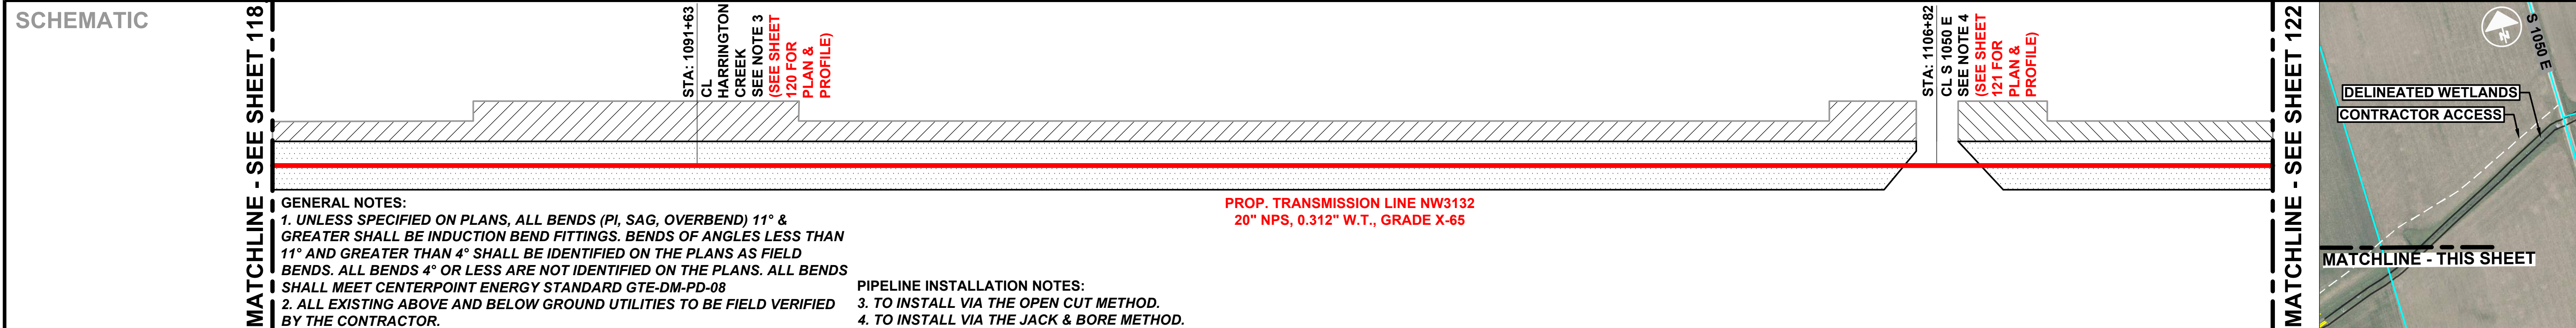 SCHEMATIC
MATCHLINE - SEE SHEET 118
STA: 1091+63
CL
HARRINGTON
CREEK
SEE NOTE 3
(SEE SHEET
120 FOR
PLAN &
PROFILE)
STA: 1106+82
CL S 1050 E
SEE NOTE 4
(SEE SHEET
121 FOR
PLAN &
PROFILE)
PROP. TRANSMISSION LINE NW3132
20" NPS, 0.312" W.T., GRADE X-65
GENERAL NOTES:
1. UNLESS SPECIFIED ON PLANS, ALL BENDS (PI, SAG, OVERBEND) 11° &
GREATER SHALL BE INDUCTION BEND FITTINGS. BENDS OF ANGLES LESS THAN
11° AND GREATER THAN 4° SHALL BE IDENTIFIED ON THE PLANS AS FIELD
BENDS. ALL BENDS 4° OR LESS ARE NOT IDENTIFIED ON THE PLANS. ALL BENDS
SHALL MEET CENTERPOINT ENERGY STANDARD GTE-DM-PD-08
2. ALL EXISTING ABOVE AND BELOW GROUND UTILITIES TO BE FIELD VERIFIED
BY THE CONTRACTOR.
PIPELINE INSTALLATION NOTES:
3. TO INSTALL VIA THE OPEN CUT METHOD.
4. TO INSTALL VIA THE JACK & BORE METHOD.
MATCHLINE - SEE SHEET 122
N
S 1050 E
DELINEATED WETLANDS
CONTRACTOR ACCESS
MATCHLINE - THIS SHEET